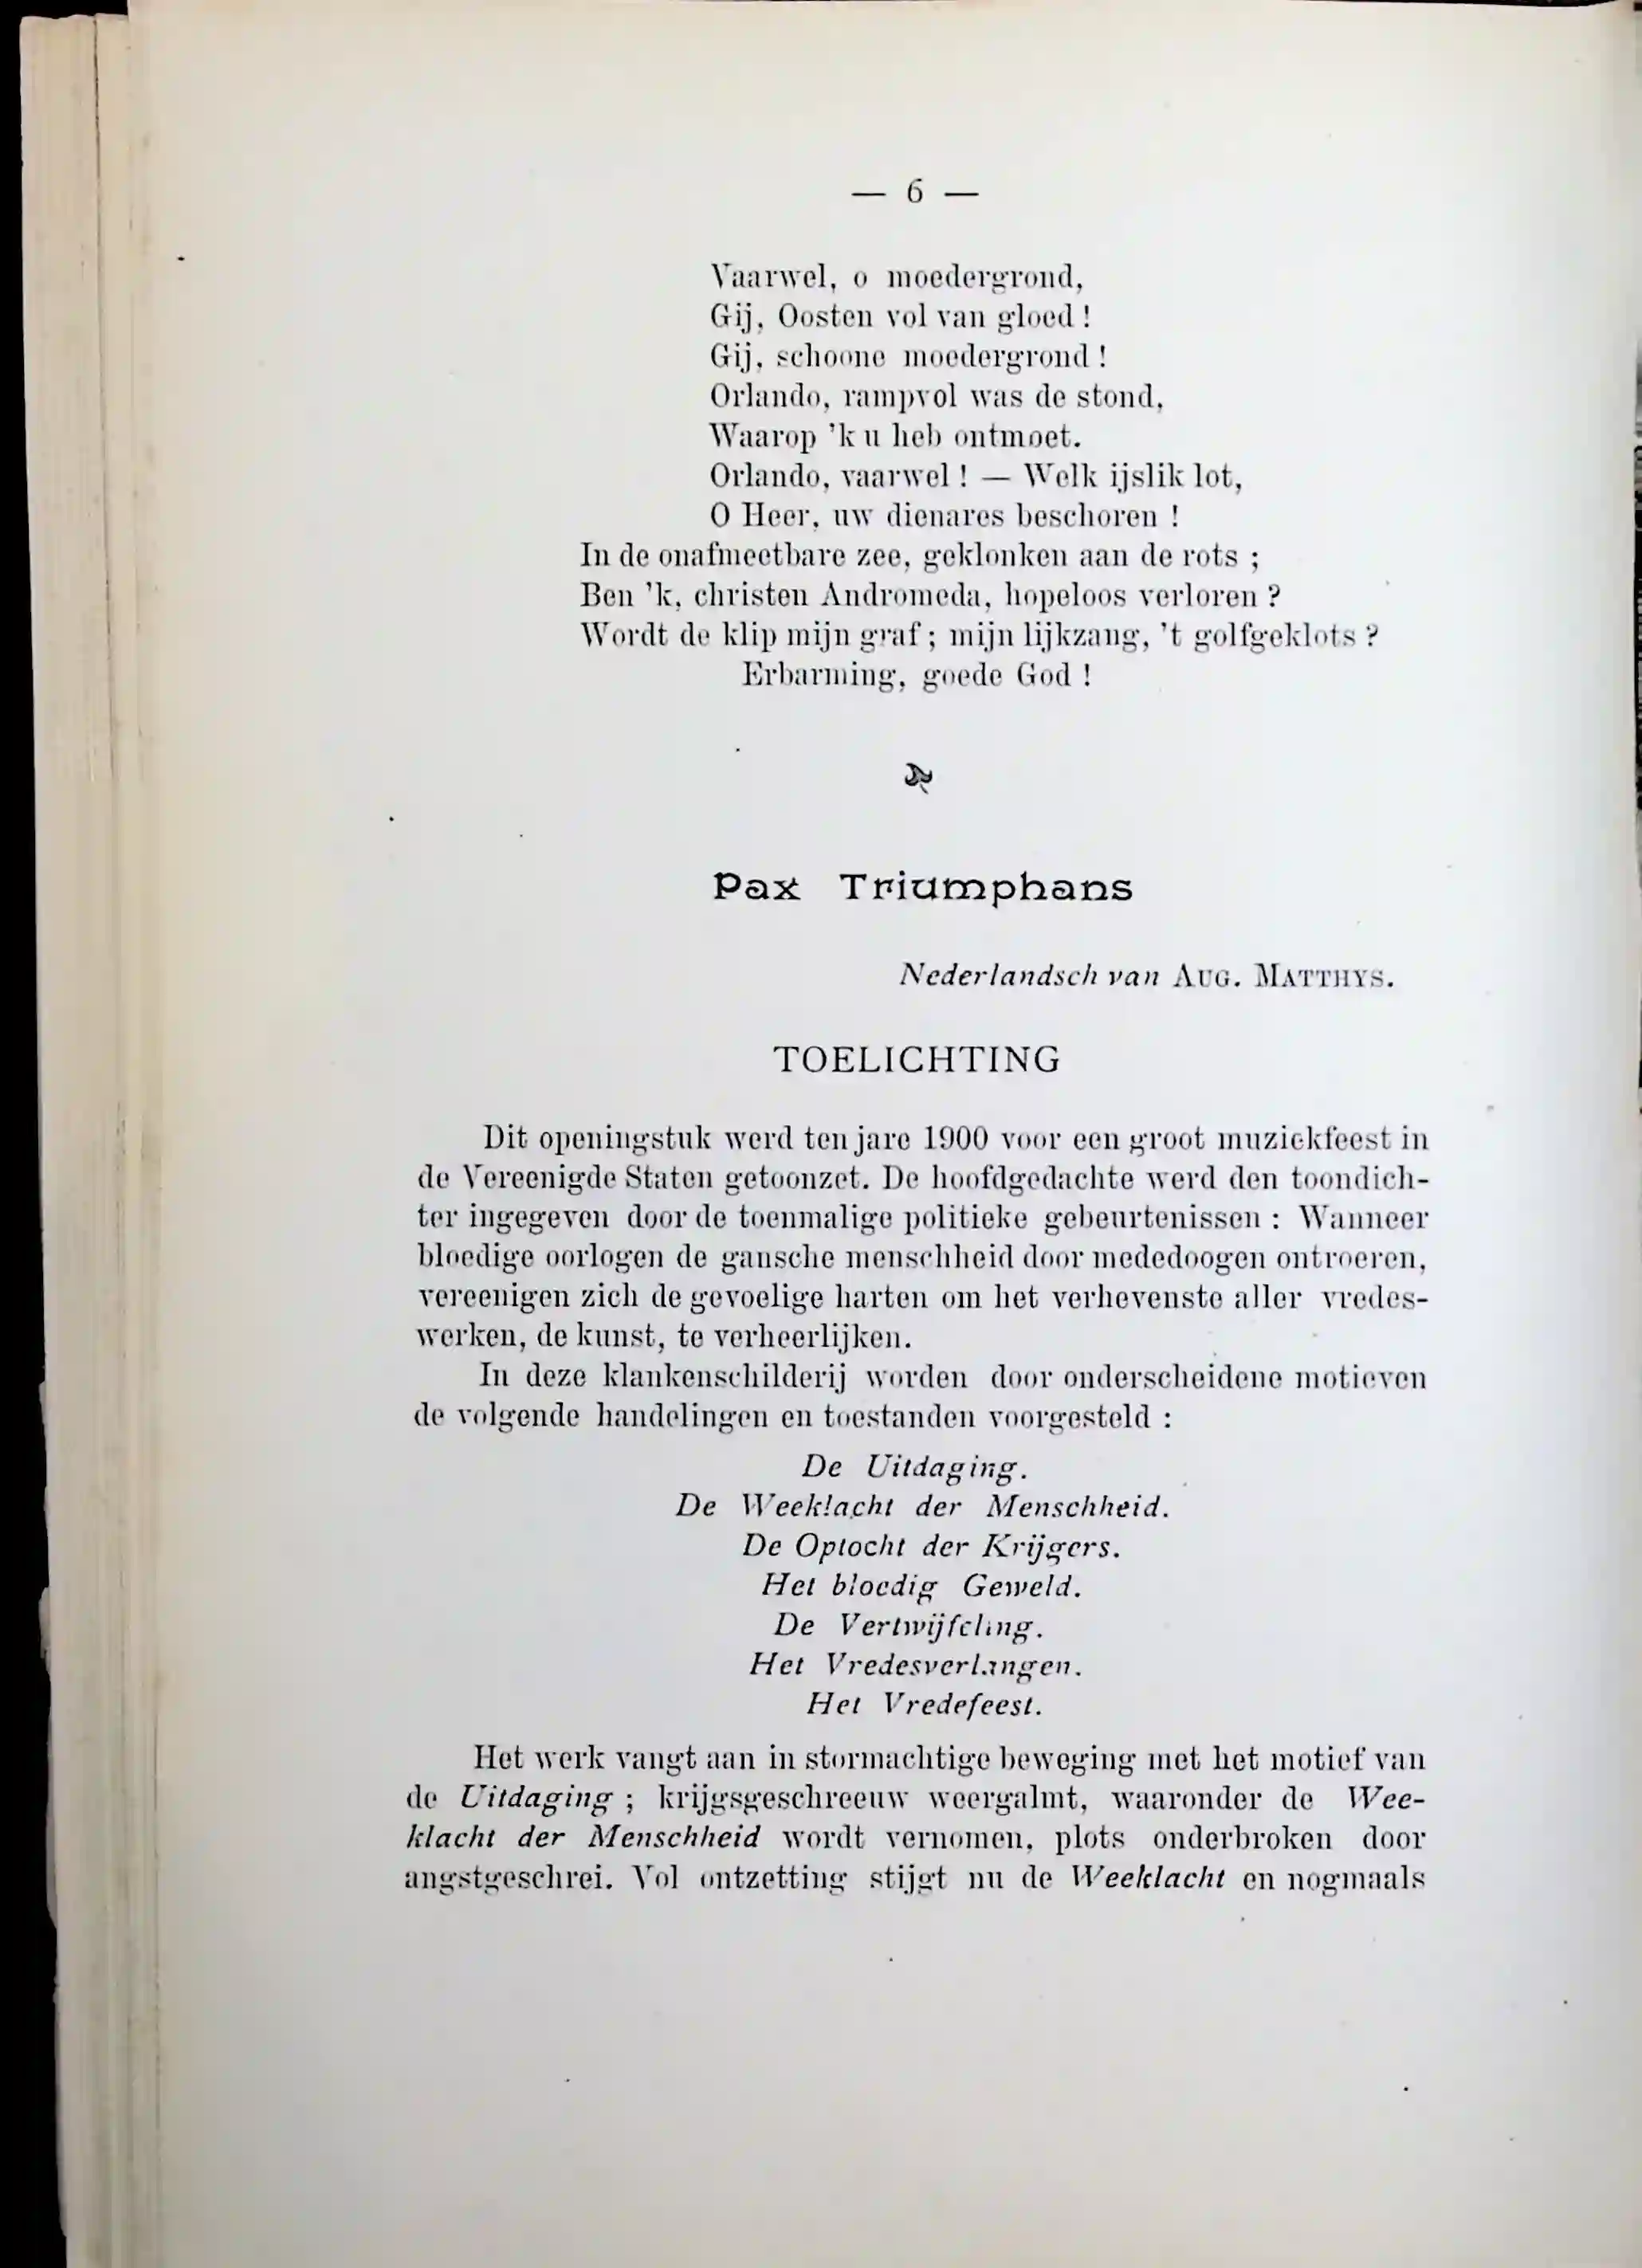 — 6 —
Vaarwel, o moedergrond,
Gij, Oosten vol van gloed !
Gij, schoone moedergrond !
Orlando, rampvol was de stond,
Waarop ’k u heb ontmoet.
Orlando, vaarwel ! — Welk ijslik lot,
O Heer, uw dienares beschoren !
In de onafmeetbare zee, geklonken aan de rots ;
Ben ’k, christen Andromeda, hopeloos verloren ?
Wordt de klip mijn graf ; mijn lijkzang, ’t golfgeklots ?
Erbarming, goede God !
Pax Triumphans
Nederlandsch van AUG. MATTHYS.
TOELICHTING
Dit openingstuk werd ten jare 1900 voor een groot muziekfeest in
de Vereenigde Staten getoonzet. De hoofdgedachte werd den toondich-
ter ingegeven door de toenmalige politieke gebeurtenissen : Wanneer
bloedige oorlogen de gansche menschheid door mededoogen ontroeren,
vereenigen zich de gevoelige harten om het verhevenste aller vredes-
werken, de kunst, te verheerlijken.
In deze klankenschilderij worden door onderscheidene motieven
de volgende handelingen en toestanden voorgesteld :
De Uitdaging.
De Weeklacht der Menschheid.
De Optocht der Krijgers.
Het bloedig Geweld.
De Vertwijfeling.
Het Vredesverlangen.
Het Vredefeest.
Het werk vangt aan in stormachtige beweging met het motief van
de Uitdaging ; krijgsgeschreeuw weergalmt, waaronder de Wee-
klacht der Menschheid wordt vernomen, plots onderbroken door
angstgeschrei. Vol ontzetting stijgt nu de Weeklacht en nogmaals